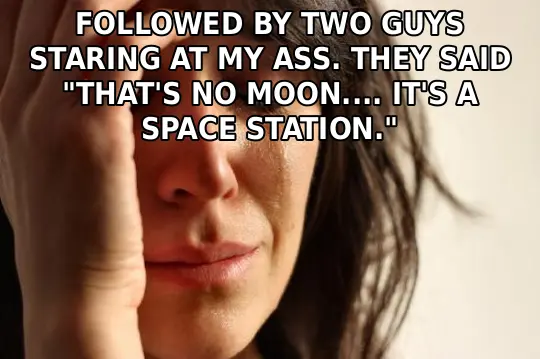 FOLLOWED BY TWO GUYS
STARING AT MY ASS. THEY SAID
"THAT'S NO MOON.... IT'S A
SPACE STATION."